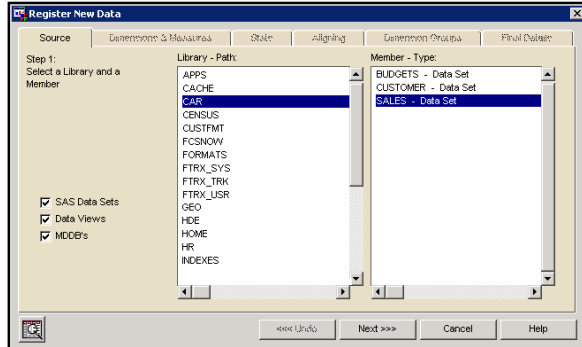 Register New Data
Source
Dimensions & Measures
Stats
Aligning
Dimension Groups
Final Details
Step 1:
Select a Library and a
Member
SAS Data Sets
Data Views
MDDB's
Library - Path:
APPS
CACHE
CAR
CENSUS
CUSTFMT
FCSNOW
FORMATS
FTRX_SYS
FTRX_TRK
FTRX_USR
GEO
HDE
HOME
HR
INDEXES
Member - Type:
BUDGETS - Data Set
CUSTOMER - Data Set
SALES - Data Set
<<< Undo
Next >>>
Cancel
Help